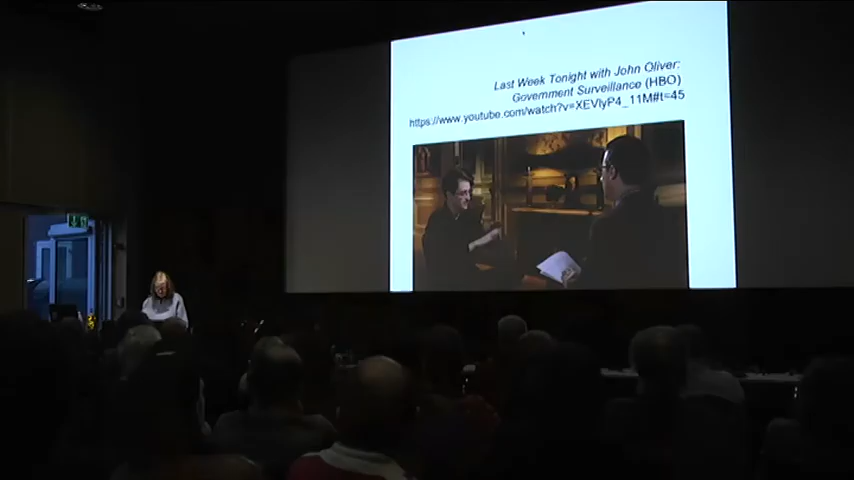 Last Week Tonight with John Oliver:
Government Surveillance (HBO)
https://www.youtube.com/watch?v=XEVlyP4_11M#t=45